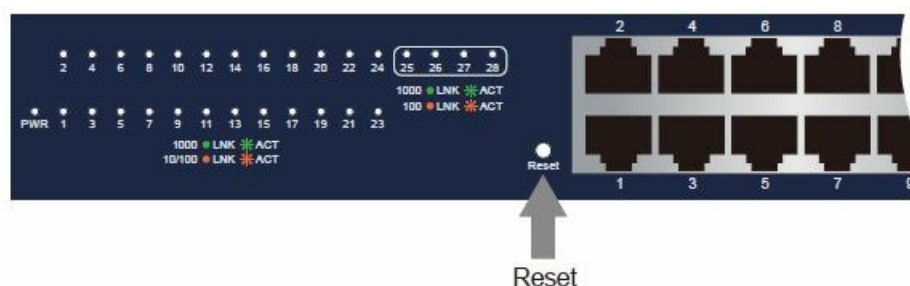 2 4 6 8
2 4 6 8 10 12 14 16 18 20 22 24 25 26 27 28
1000 LNK ACT
100 LNK ACT
PWR 1 3 5 7 9 11 13 15 17 19 21 23
1000 LNK ACT
10/100 LNK ACT
Reset
1 3 5 7 9
Reset